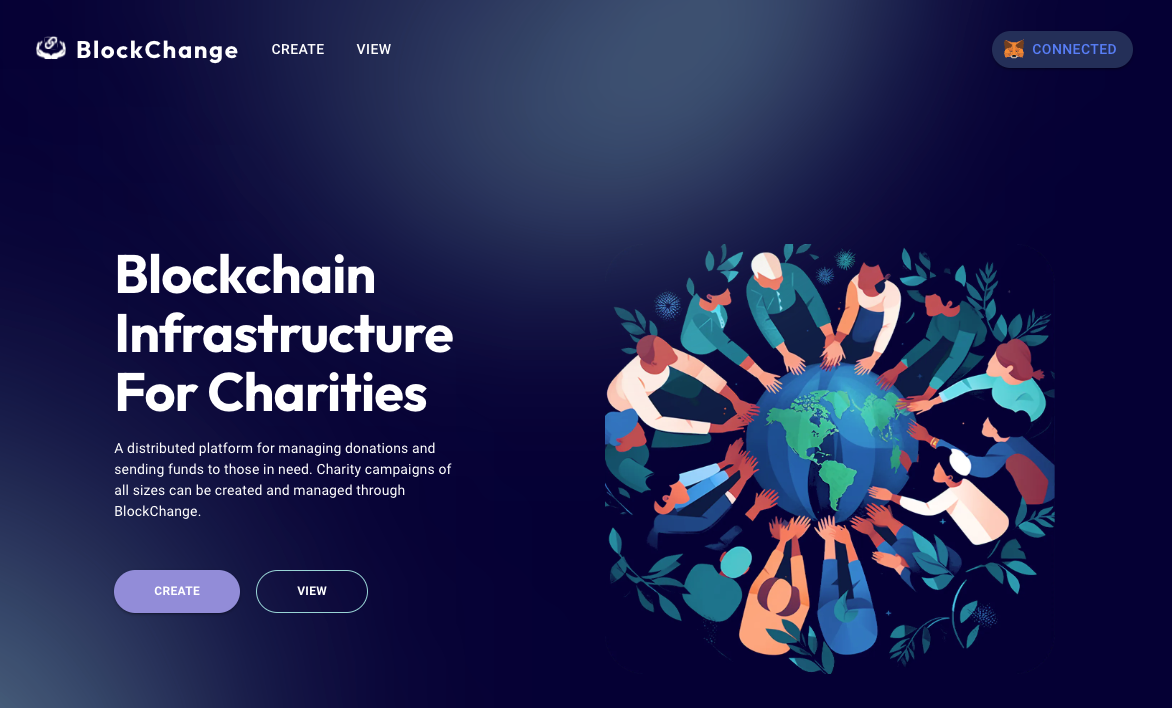 BlockChange
CREATE
VIEW
CONNECTED
Blockchain
Infrastructure
For Charities
A distributed platform for managing donations and
sending funds to those in need. Charity campaigns of
all sizes can be created and managed through
BlockChange.
CREATE
VIEW